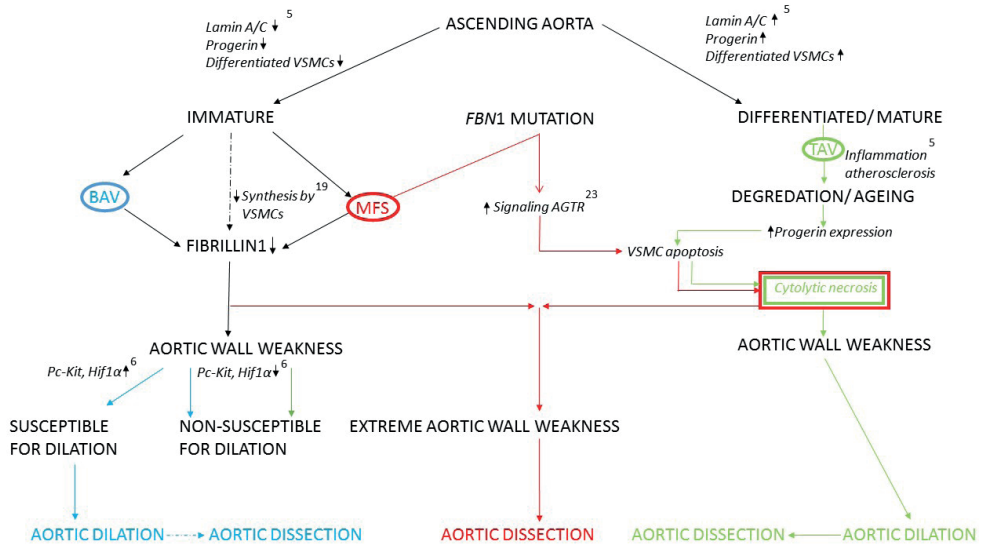 ASCENDING AORTA
Lamin A/C ↓ 5
Progerin ↓
Differentiated VSMCs ↓
Lamin A/C ↑ 5
Progerin ↑
Differentiated VSMCs ↑
IMMATURE
FBN1 MUTATION
DIFFERENTIATED/ MATURE
TAV
Inflammation 5
atherosclerosis
BAV
↓ Synthesis by 19
VSMCs
MFS
↑ Signaling AGTR 23
DEGREDATION/ AGEING
↑Progerin expression
FIBRILLIN1 ↓
VSMC apoptosis
Cytolytic necrosis
AORTIC WALL WEAKNESS
AORTIC WALL WEAKNESS
Pc-Kit, Hif1α↑ 6
Pc-Kit, Hif1α↓ 6
SUSCEPTIBLE
FOR DILATION
NON-SUSCEPTIBLE
FOR DILATION
EXTREME AORTIC WALL WEAKNESS
AORTIC DILATION
AORTIC DISSECTION
AORTIC DISSECTION
AORTIC DISSECTION
AORTIC DILATION